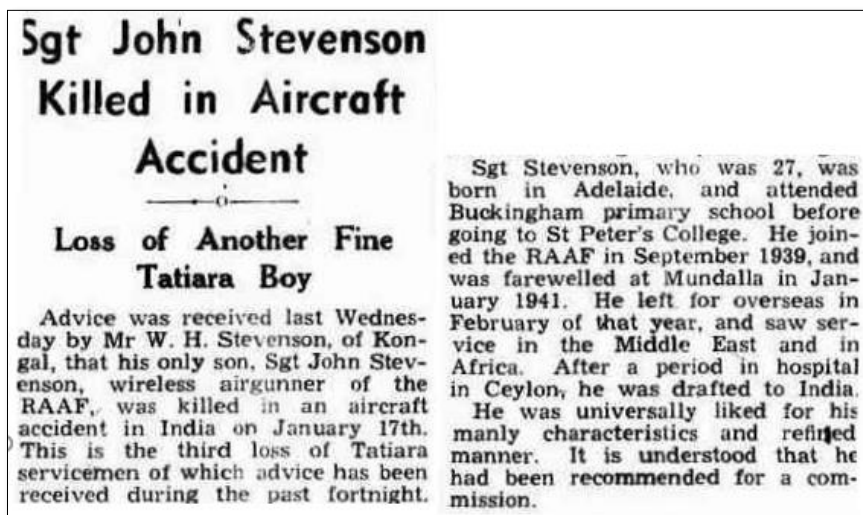 Sgt John Stevenson
Killed in Aircraft
Accident
Loss of Another Fine
Tatiara Boy
Advice was received last Wednes-
day by Mr W. H. Stevenson, of Kon-
gal, that his only son, Sgt John Stev-
enson, wireless airgunner of the
RAAF, was killed in an aircraft
accident in India on January 17th.
This is the third loss of Tatiara
servicemen of which advice has been
received during the past fortnight.
Sgt Stevenson, who was 27, was
born in Adelaide, and attended
Buckingham primary school before
going to St Peter's College. He join-
ed the RAAF in September 1939, and
was farewelled at Mundalla in Jan-
uary 1941. He left for overseas in
February of that year, and saw ser-
vice in the Middle East and in
Africa. After a period in hospital
in Ceylon, he was drafted to India.
He was universally liked for his
manly characteristics and refined
manner. It is understood that he
had been recommended for a com-
mission.